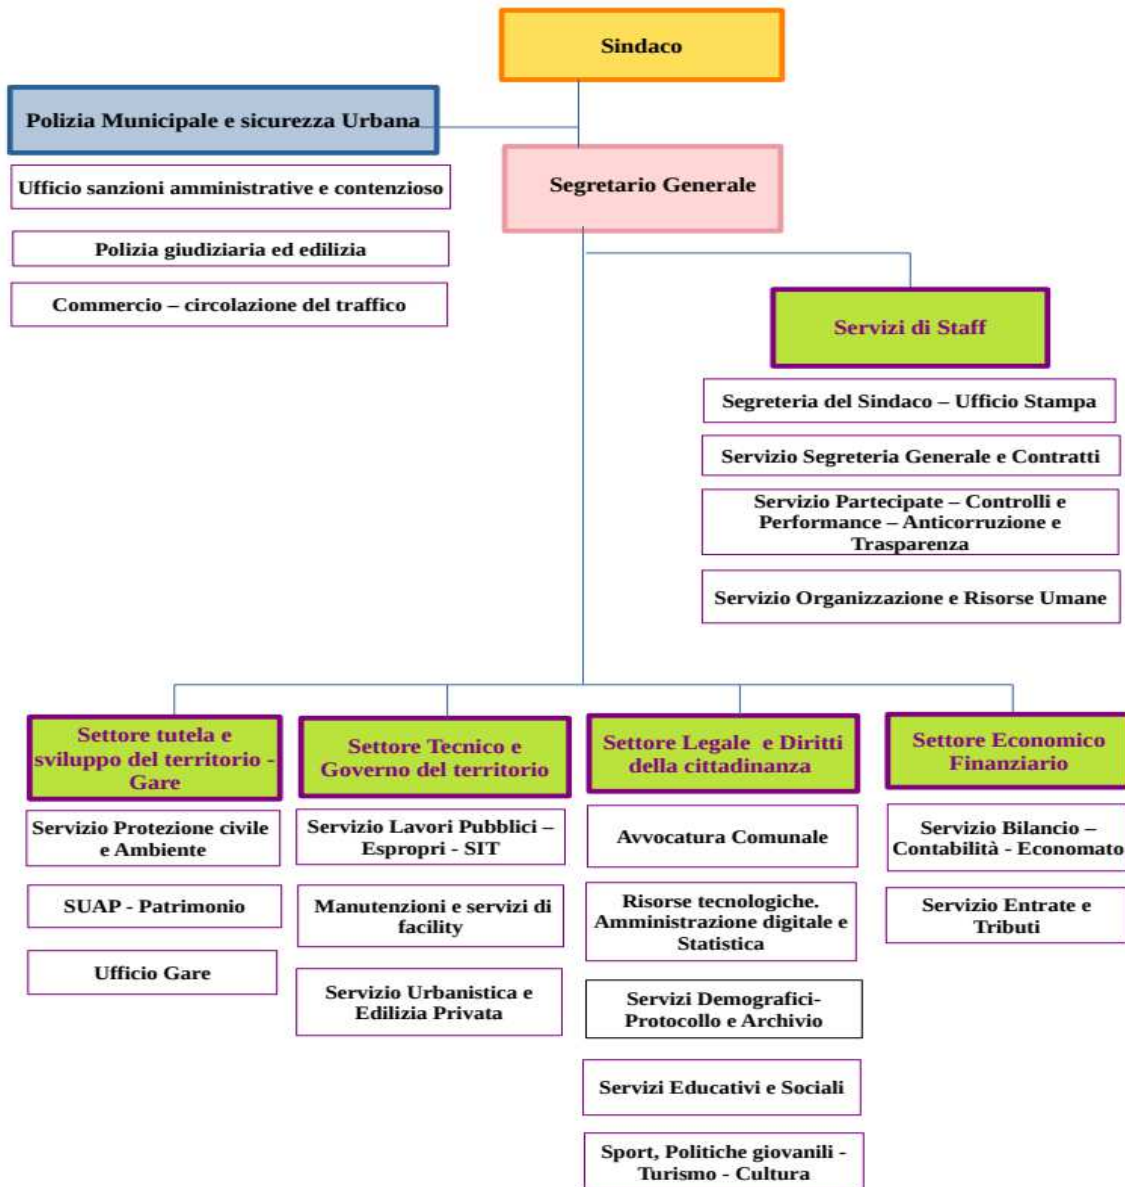 Sindaco
Polizia Municipale e sicurezza Urbana
Ufficio sanzioni amministrative e contenzioso
Polizia giudiziaria ed edilizia
Commercio – circolazione del traffico
Segretario Generale
Servizi di Staff
Segreteria del Sindaco – Ufficio Stampa
Servizio Segreteria Generale e Contratti
Servizio Partecipate – Controlli e
Performance – Anticorruzione e
Trasparenza
Servizio Organizzazione e Risorse Umane
Settore tutela e
sviluppo del territorio -
Gare
Servizio Protezione civile
e Ambiente
SUAP - Patrimonio
Ufficio Gare
Settore Tecnico e
Governo del territorio
Servizio Lavori Pubblici –
Espropri - SIT
Manutenzioni e servizi di
facility
Servizio Urbanistica e
Edilizia Privata
Settore Legale e Diritti
della cittadinanza
Avvocatura Comunale
Risorse tecnologiche.
Amministrazione digitale e
Statistica
Servizi Demografici-
Protocollo e Archivio
Servizi Educativi e Sociali
Sport, Politiche giovanili -
Turismo - Cultura
Settore Economico
Finanziario
Servizio Bilancio –
Contabilità - Economato
Servizio Entrate e
Tributi